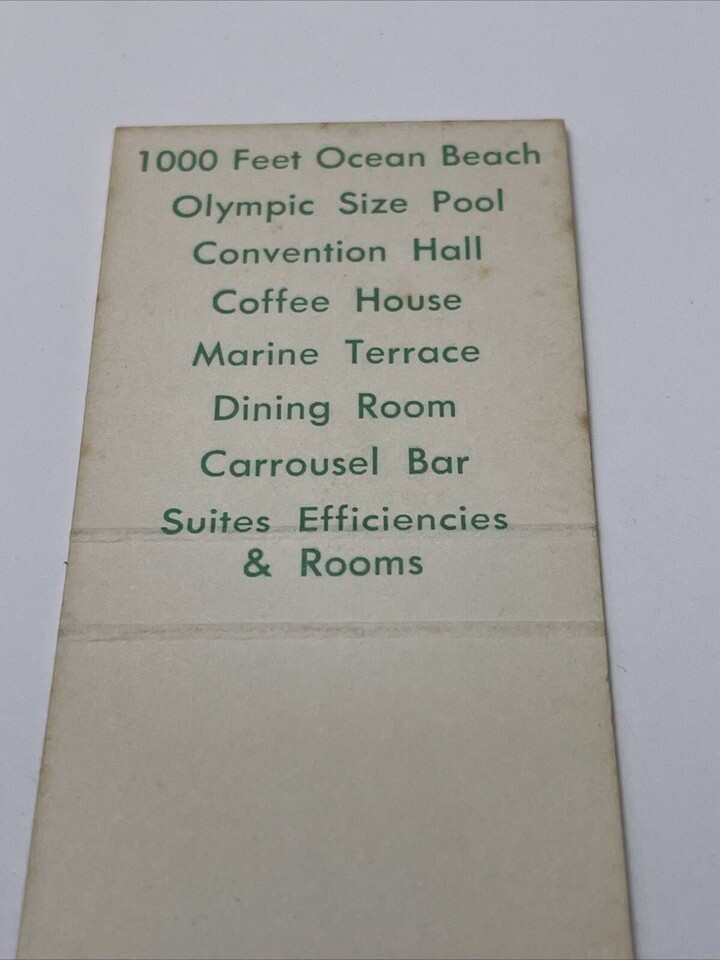 1000 Feet Ocean Beach
Olympic Size Pool
Convention Hall
Coffee House
Marine Terrace
Dining Room
Carrousel Bar
Suites Efficiencies
& Rooms